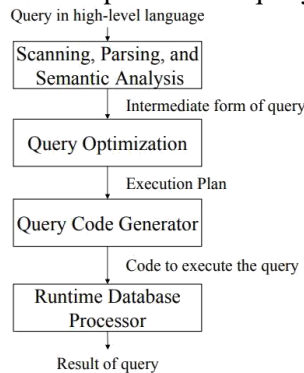 Query in high-level language
Scanning, Parsing, and
Semantic Analysis
Intermediate form of query
Query Optimization
Execution Plan
Query Code Generator
Code to execute the query
Runtime Database
Processor
Result of query